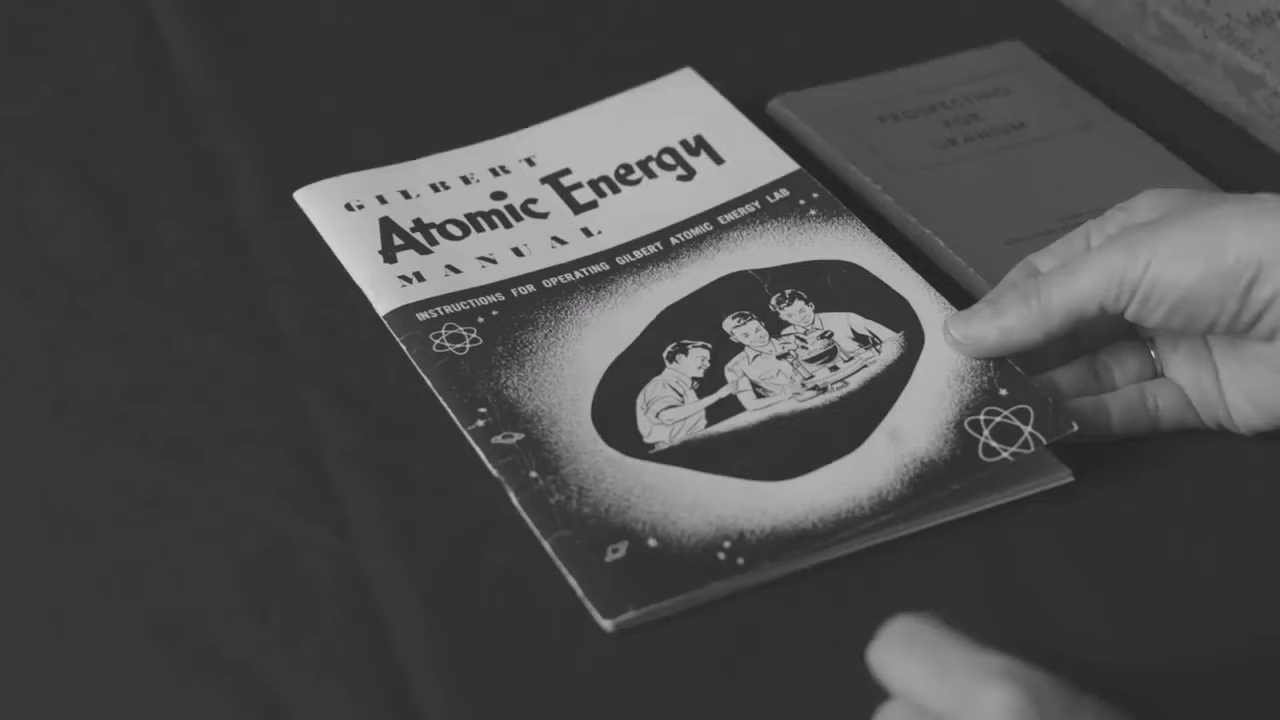 GILBERT
Atomic Energy
MANUAL
INSTRUCTIONS FOR OPERATING GILBERT ATOMIC ENERGY LAB
PROSPECTING
FOR
URANIUM